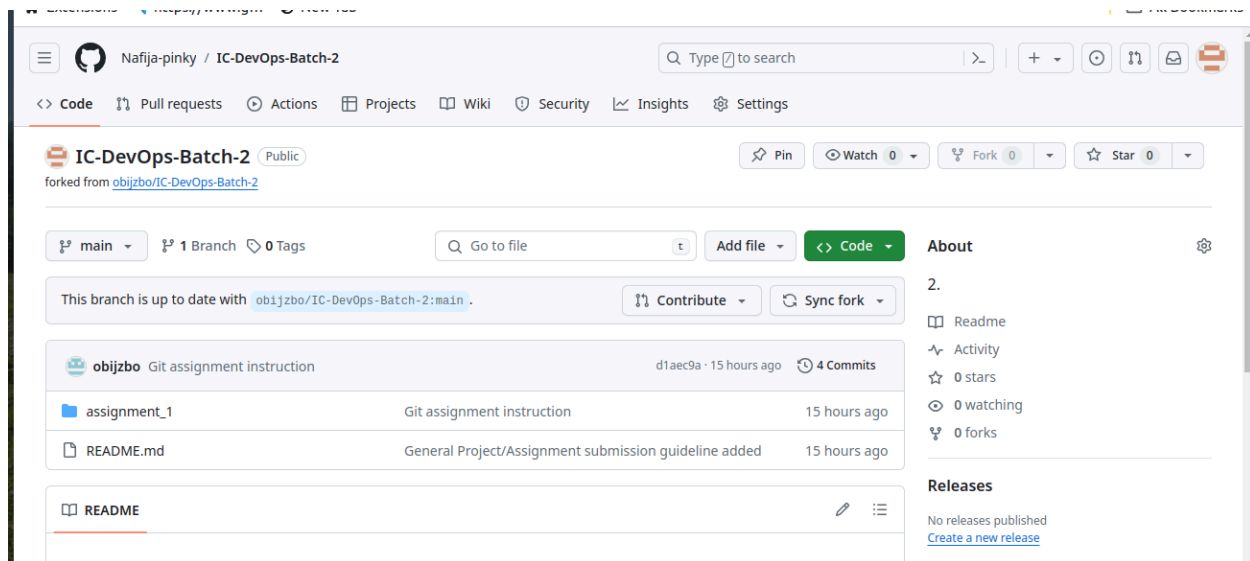 Nafija-pinky / IC-DevOps-Batch-2
Type / to search
Code Pull requests Actions Projects Wiki Security Insights Settings
IC-DevOps-Batch-2 Public
Pin Watch 0 Fork 0 Star 0
forked from obijzbo/IC-DevOps-Batch-2
main 1 Branch 0 Tags Go to file t Add file Code
This branch is up to date with obijzbo/IC-DevOps-Batch-2:main.
Contribute Sync fork
obijzbo Git assignment instruction d1aec9a · 15 hours ago 4 Commits
assignment_1 Git assignment instruction 15 hours ago
README.md General Project/Assignment submission guideline added 15 hours ago
README
About
2.
Readme
Activity
0 stars
0 watching
0 forks
Releases
No releases published
Create a new release